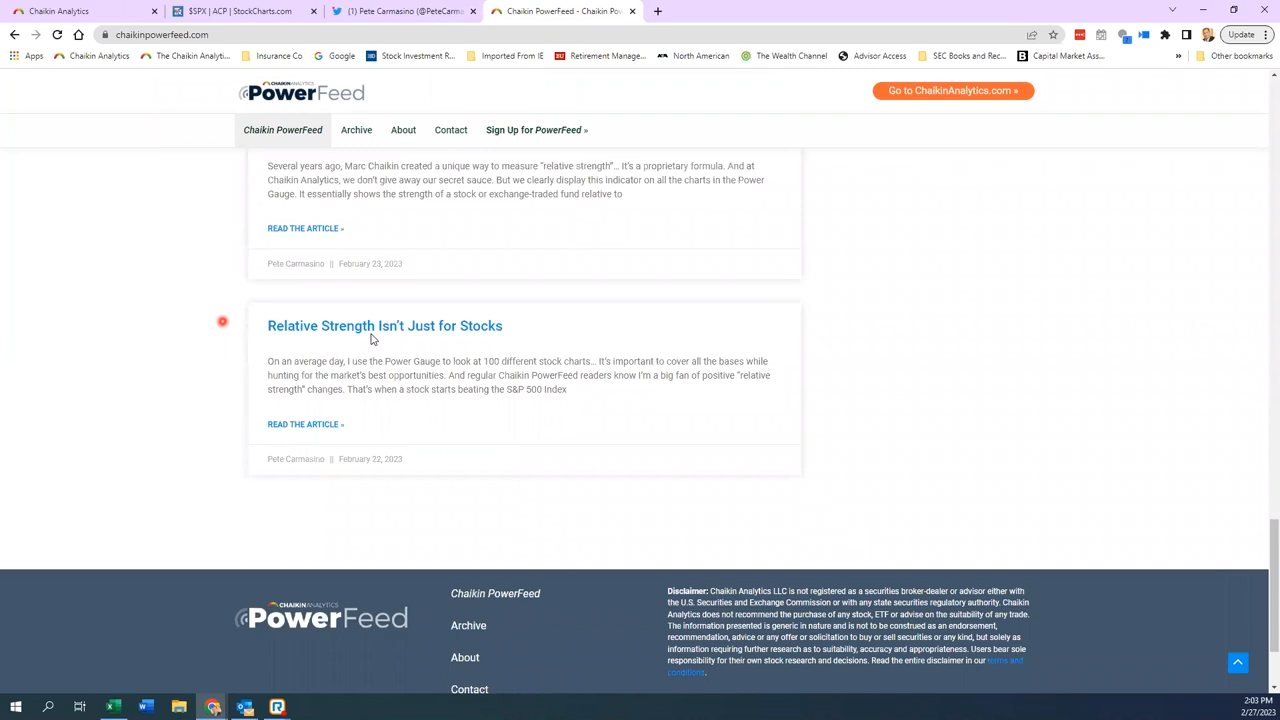 Chaikin Analytics
$SPX | ACP | StockCharts.com
(1) Pete Carmasino (@PeteCarma
Chaikin PowerFeed - Chaikin Pow
chaikinpowerfeed.com
Update
Apps
Chaikin Analytics
The Chaikin Analyti...
Insurance Co
Google
Stock Investment R...
Imported From IE
Retirement Manage...
North American
The Wealth Channel
Advisor Access
SEC Books and Rec...
Capital Market Ass...
»
Other bookmarks
CHAIKIN ANALYTICS
PowerFeed
Go to ChaikinAnalytics.com »
Chaikin PowerFeed
Archive
About
Contact
Sign Up for PowerFeed »
Several years ago, Marc Chaikin created a unique way to measure “relative strength”… It’s a proprietary formula. And at
Chaikin Analytics, we don’t give away our secret sauce. But we clearly display this indicator on all the charts in the Power
Gauge. It essentially shows the strength of a stock or exchange-traded fund relative to
READ THE ARTICLE »
Pete Carmasino || February 23, 2023
Relative Strength Isn’t Just for Stocks
On an average day, I use the Power Gauge to look at 100 different stock charts… It’s important to cover all the bases while
hunting for the market’s best opportunities. And regular Chaikin PowerFeed readers know I’m a big fan of positive “relative
strength” changes. That’s when a stock starts beating the S&P 500 Index
READ THE ARTICLE »
Pete Carmasino || February 22, 2023
CHAIKIN ANALYTICS
PowerFeed
Chaikin PowerFeed
Archive
About
Contact
Disclaimer: Chaikin Analytics LLC is not registered as a securities broker-dealer or advisor either with
the U.S. Securities and Exchange Commission or with any state securities regulatory authority. Chaikin
Analytics does not recommend the purchase of any stock, ETF or advise on the suitability of any trade.
The information presented is generic in nature and is not to be construed as an endorsement,
recommendation, advice or any offer or solicitation to buy or sell securities or any kind, but solely as
information requiring further research as to suitability, accuracy and appropriateness. Users bear sole
responsibility for their own stock research and decisions. Read the entire disclaimer in our terms and
conditions.
2:03 PM
2/27/2023